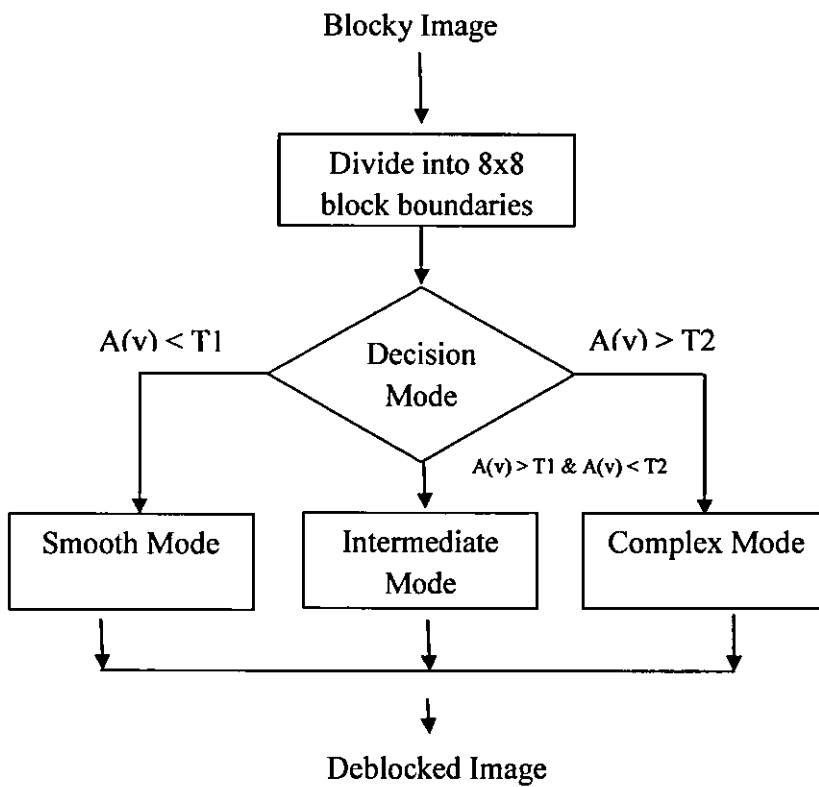 Blocky Image
Divide into 8x8
block boundaries
A(v) < T1
Decision
Mode
A(v) > T2
A(v) > T1 & A(v) < T2
Smooth Mode
Intermediate
Mode
Complex Mode
Deblocked Image